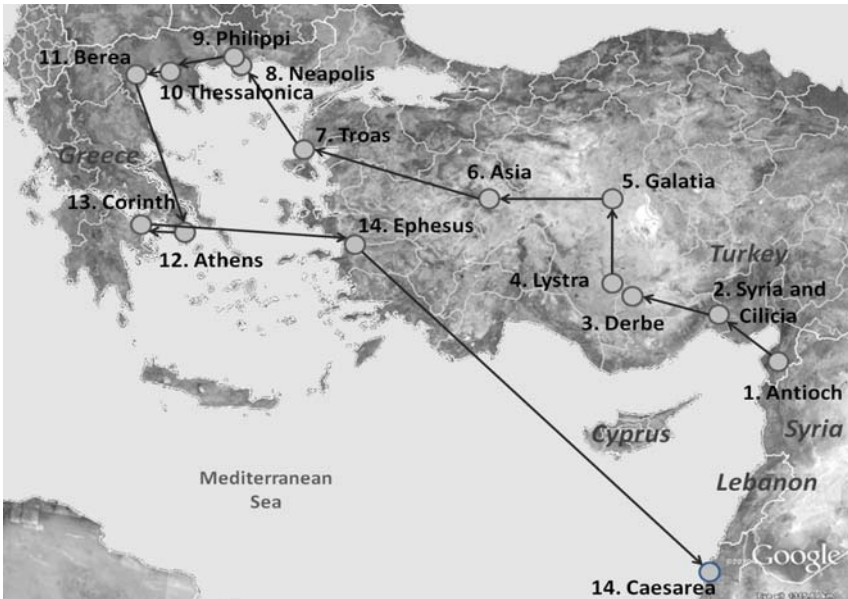 9. Philippi
11. Berea
8. Neapolis
10 Thessalonica
7. Troas
Greece
6. Asia
5. Galatia
13. Corinth
14. Ephesus
12. Athens
Turkey
4. Lystra
2. Syria and
Cilicia
3. Derbe
1. Antioch
Cyprus
Syria
Mediterranean
Sea
Lebanon
Google
14. Caesarea